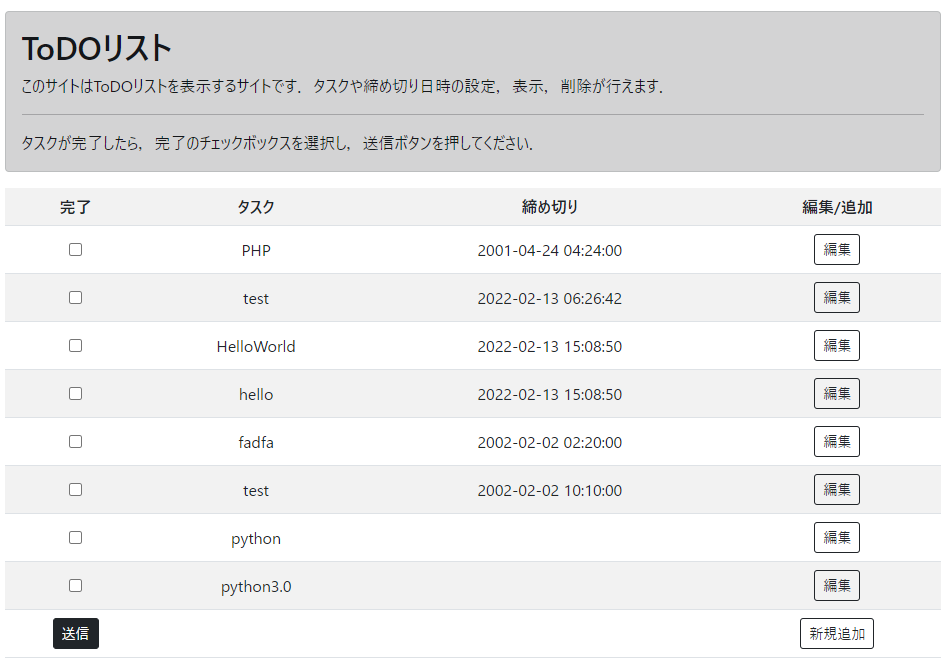 ToDOリスト
このサイトはToDOリストを表示するサイトです．タスクや締め切り日時の設定，表示，削除が行えます．
タスクが完了したら，完了のチェックボックスを選択し，送信ボタンを押してください．
完了 タスク 締め切り 編集/追加
PHP 2001-04-24 04:24:00 編集
test 2022-02-13 06:26:42 編集
HelloWorld 2022-02-13 15:08:50 編集
hello 2022-02-13 15:08:50 編集
fadfa 2002-02-02 02:20:00 編集
test 2002-02-02 10:10:00 編集
python 編集
python3.0 編集
送信 新規追加